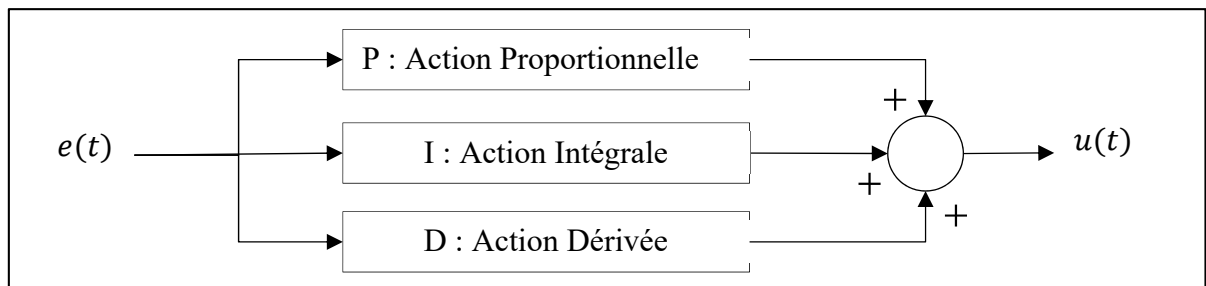 P : Action Proportionnelle
+
e(t)
I : Action Intégrale
u(t)
+
+
D : Action Dérivée